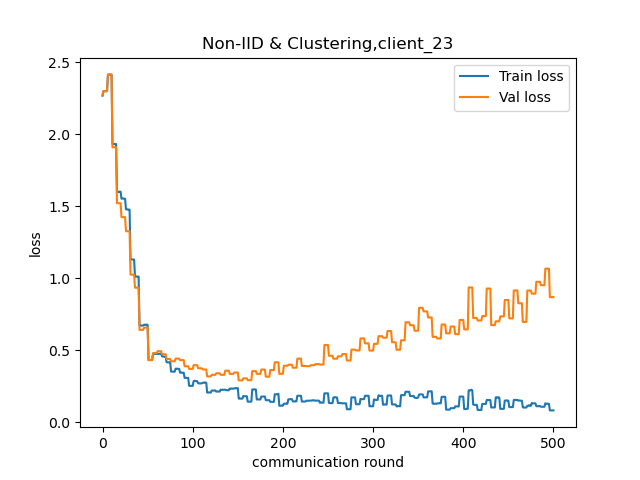 Non-IID & Clustering,client_23
Train loss
Val loss
2.5
2.0
1.5
1.0
0.5
0.0
loss
0
100
200
300
400
500
communication round